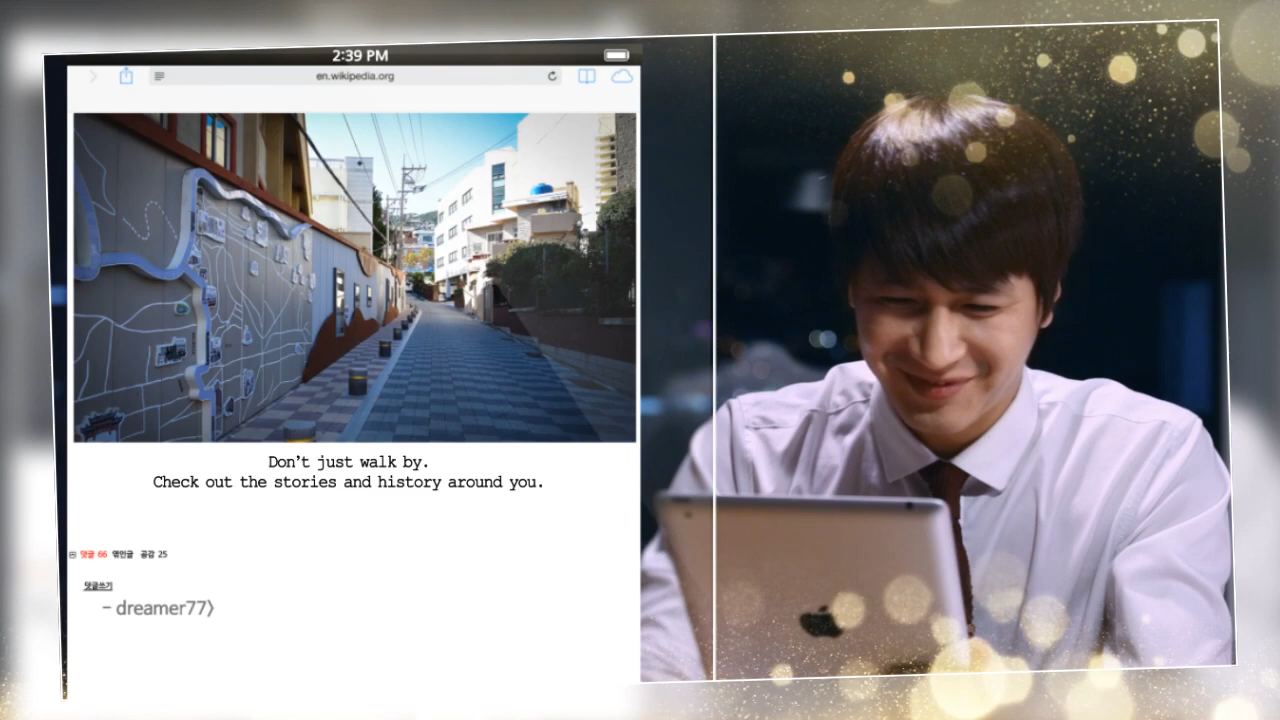 2:39 PM
en.wikipedia.org
Don't just walk by.
Check out the stories and history around you.
댓글 66 엮인글 공감 25
댓글쓰기
- dreamer77〉